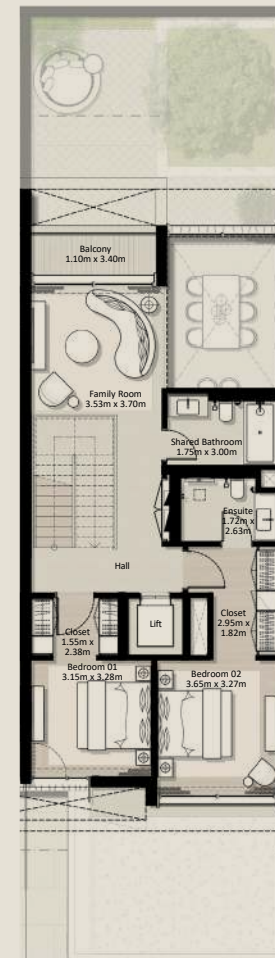 Balcony
1.10m x 3.40m
Family Room
3.53m x 3.70m
Shared Bathroom
1.75m x 3.00m
Ensuite
1.72m x
2.63m
Hall
Closet
2.95m x
1.82m
Lift
Closet
1.55m x
2.38m
Bedroom 01
3.15m x 3.28m
Bedroom 02
3.65m x 3.27m